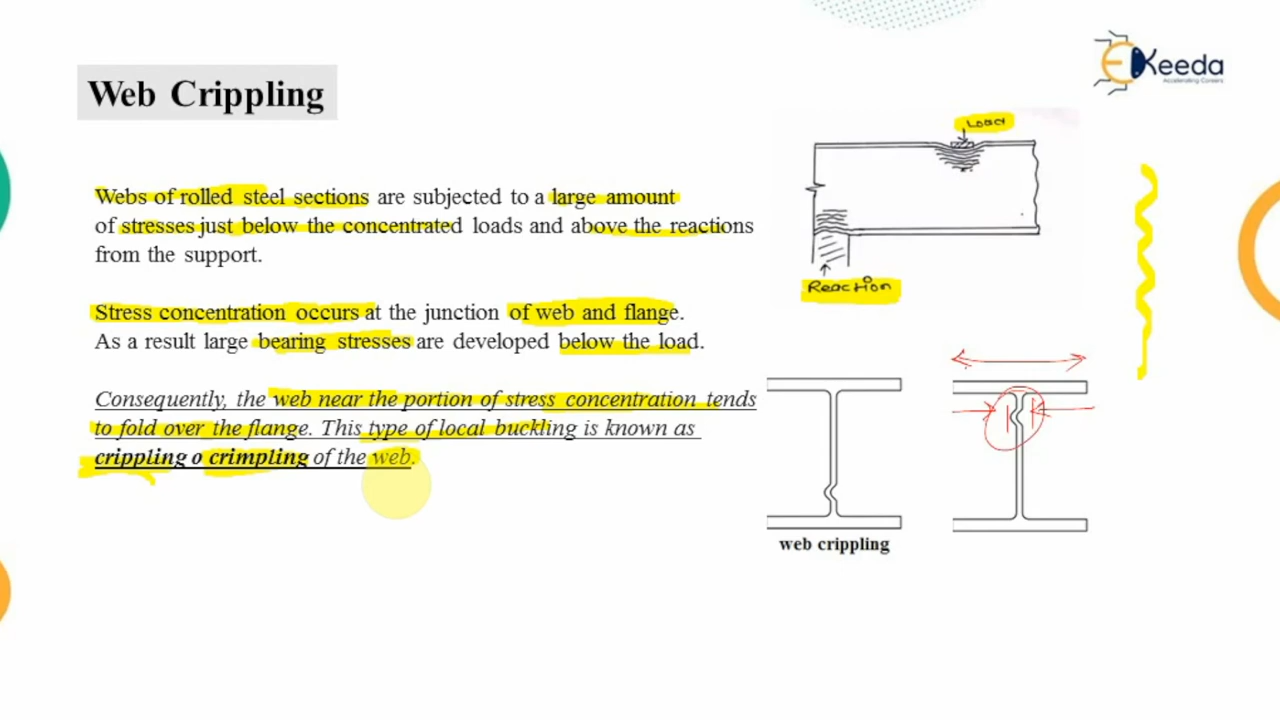 EKeeda
Accelerating Careers
Web Crippling
Load
Webs of rolled steel sections are subjected to a large amount
of stresses just below the concentrated loads and above the reactions
from the support.
Reaction
Stress concentration occurs at the junction of web and flange.
As a result large bearing stresses are developed below the load.
Consequently, the web near the portion of stress concentration tends
to fold over the flange. This type of local buckling is known as
crippling o crimpling of the web.
web crippling